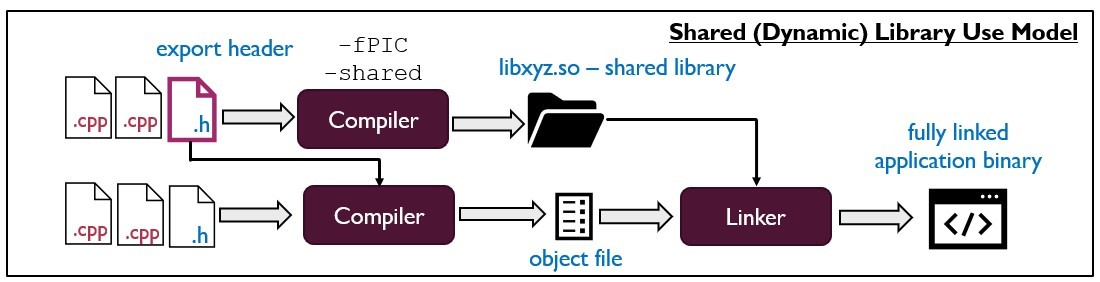 Shared (Dynamic) Library Use Model
export header
–fPIC
–shared
libxyz.so – shared library
.cpp
.cpp
.h
Compiler
fully linked
application binary
.cpp
.cpp
.h
Compiler
Linker
</>
object file